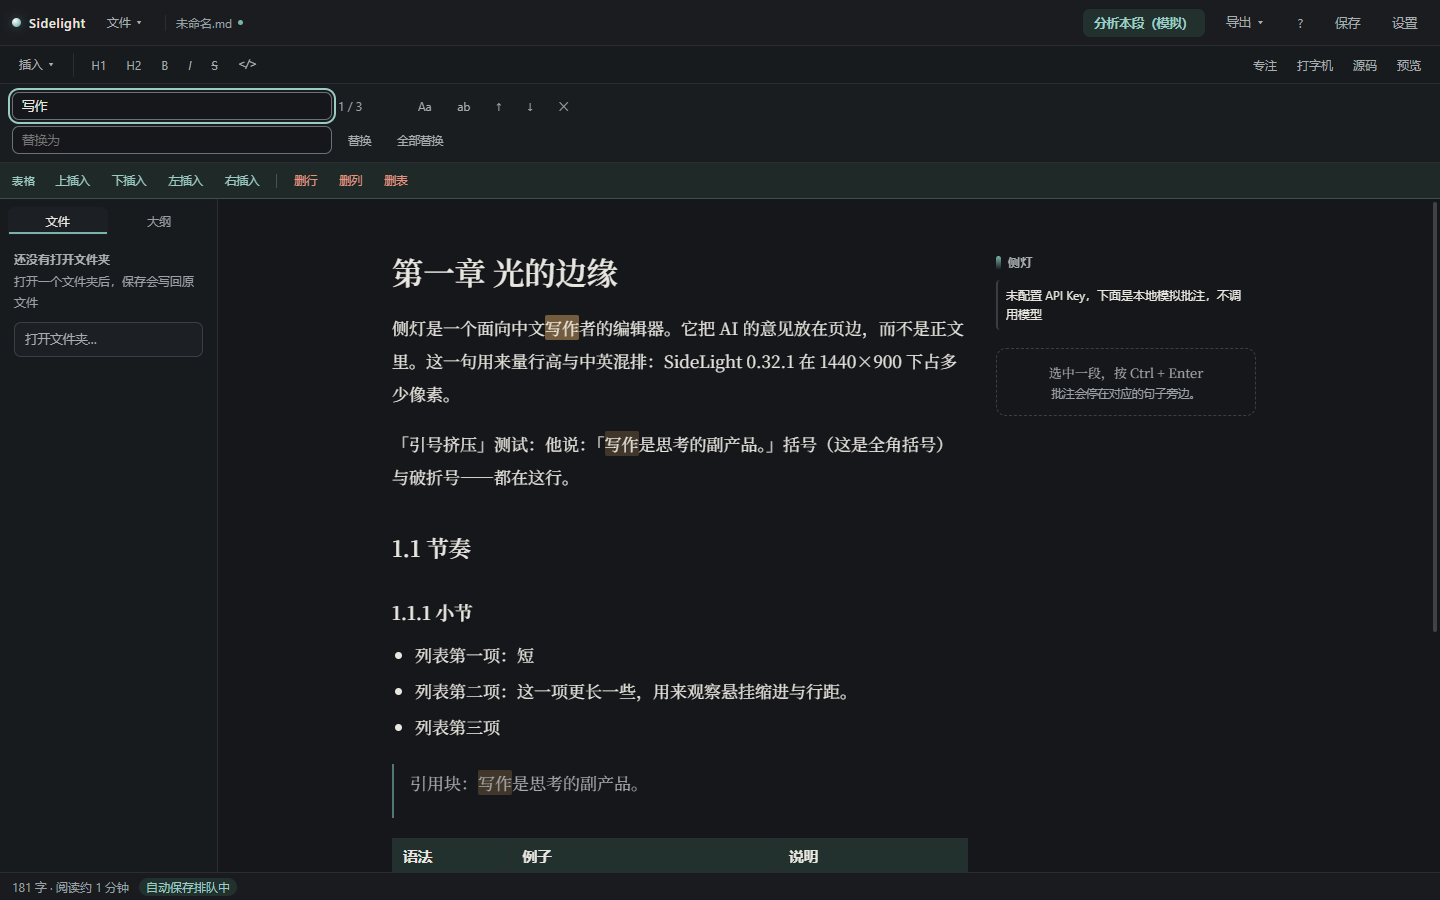 Sidelight 文件 未命名.md 分析本段（模拟） 导出 ? 保存 设置
插入 H1 H2 B I S </> 专注 打字机 源码 预览
写作 1 / 3 Aa ab ↑ ↓ ×
替换为 替换 全部替换
表格 上插入 下插入 左插入 右插入 删行 删列 删表
文件 大纲
还没有打开文件夹
打开一个文件夹后，保存会写回原
文件
打开文件夹...
第一章 光的边缘
侧灯是一个面向中文写作者的编辑器。它把 AI 的意见放在页边，而不是正文
里。这一句用来量行高与中英混排：SideLight 0.32.1 在 1440×900 下占多
少像素。
「引号挤压」测试：他说：「写作是思考的副产品。」括号（这是全角括号）
与破折号——都在这行。
1.1 节奏
1.1.1 小节
• 列表第一项：短
• 列表第二项：这一项更长一些，用来观察悬挂缩进与行距。
• 列表第三项
引用块：写作是思考的副产品。
语法 例子 说明
侧灯
未配置 API Key，下面是本地模拟批注，不调
用模型
选中一段，按 Ctrl + Enter
批注会停在对应的句子旁边。
181 字 · 阅读约 1 分钟 自动保存排队中